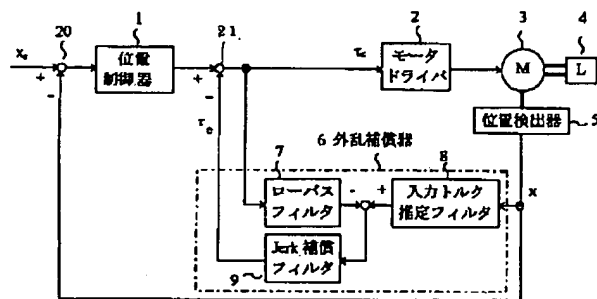 20
1
21
2
3
4
x_r
+
-
位置
制御器
+
-
τ_c
モータ
ドライバ
M
L
位置検出器
5
6 外乱補償器
7
8
ローパス
フィルタ
-
+
入力トルク
推定フィルタ
x
Jerk 補償
フィルタ
9